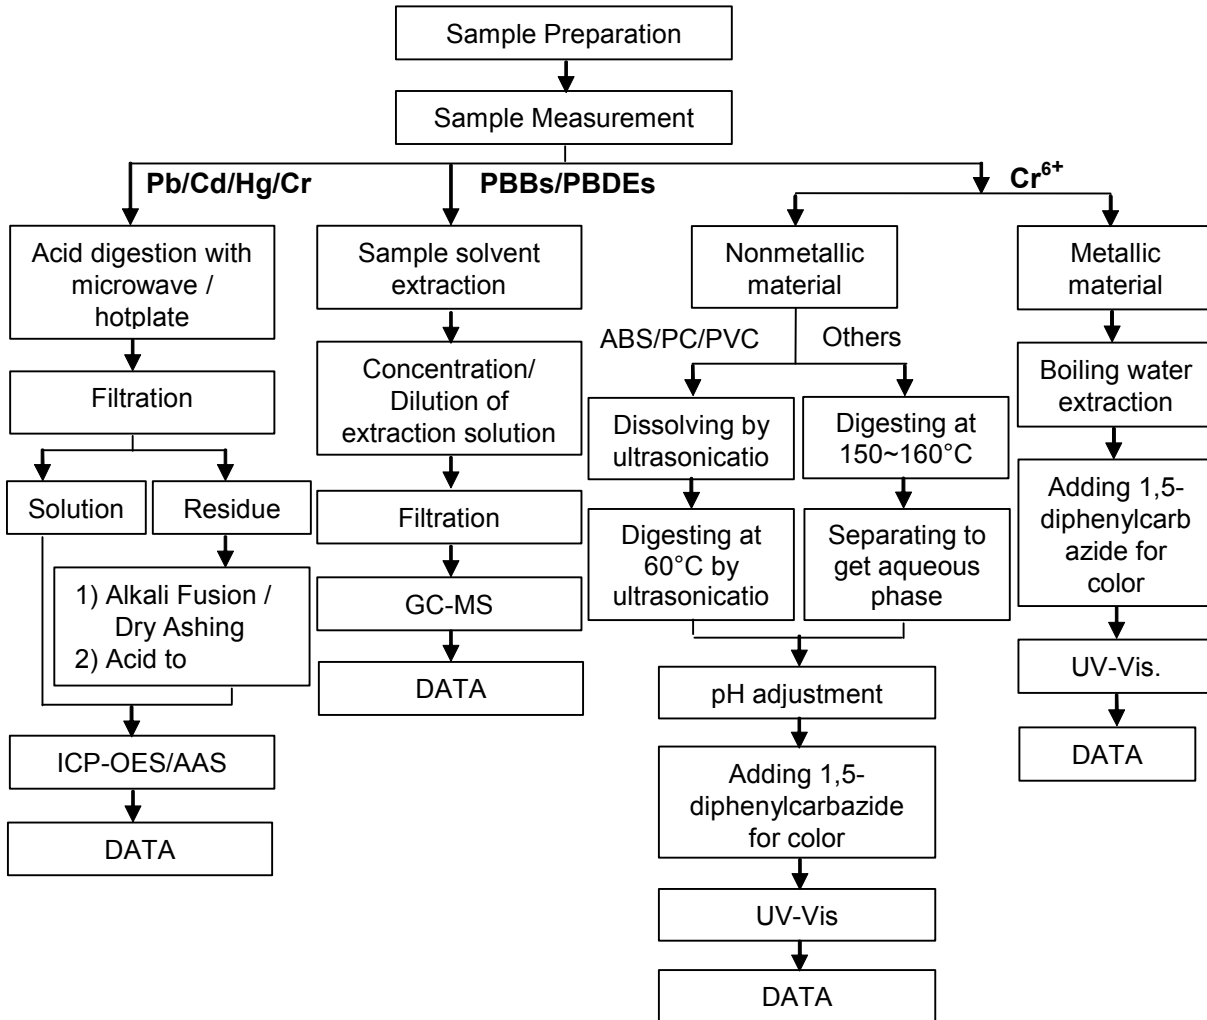 Sample Preparation
Sample Measurement
Pb/Cd/Hg/Cr
PBBs/PBDEs
Cr6+
Acid digestion with
microwave /
hotplate
Filtration
Solution
Residue
1) Alkali Fusion /
Dry Ashing
2) Acid to
ICP-OES/AAS
DATA
Sample solvent
extraction
Concentration/
Dilution of
extraction solution
Filtration
GC-MS
DATA
Nonmetallic
material
ABS/PC/PVC
Others
Dissolving by
ultrasonicatio
Digesting at
60°C by
ultrasonicatio
Digesting at
150~160°C
Separating to
get aqueous
phase
pH adjustment
Adding 1,5-
diphenylcarbazide
for color
UV-Vis
DATA
Metallic
material
Boiling water
extraction
Adding 1,5-
diphenylcarb
azide for
color
UV-Vis.
DATA